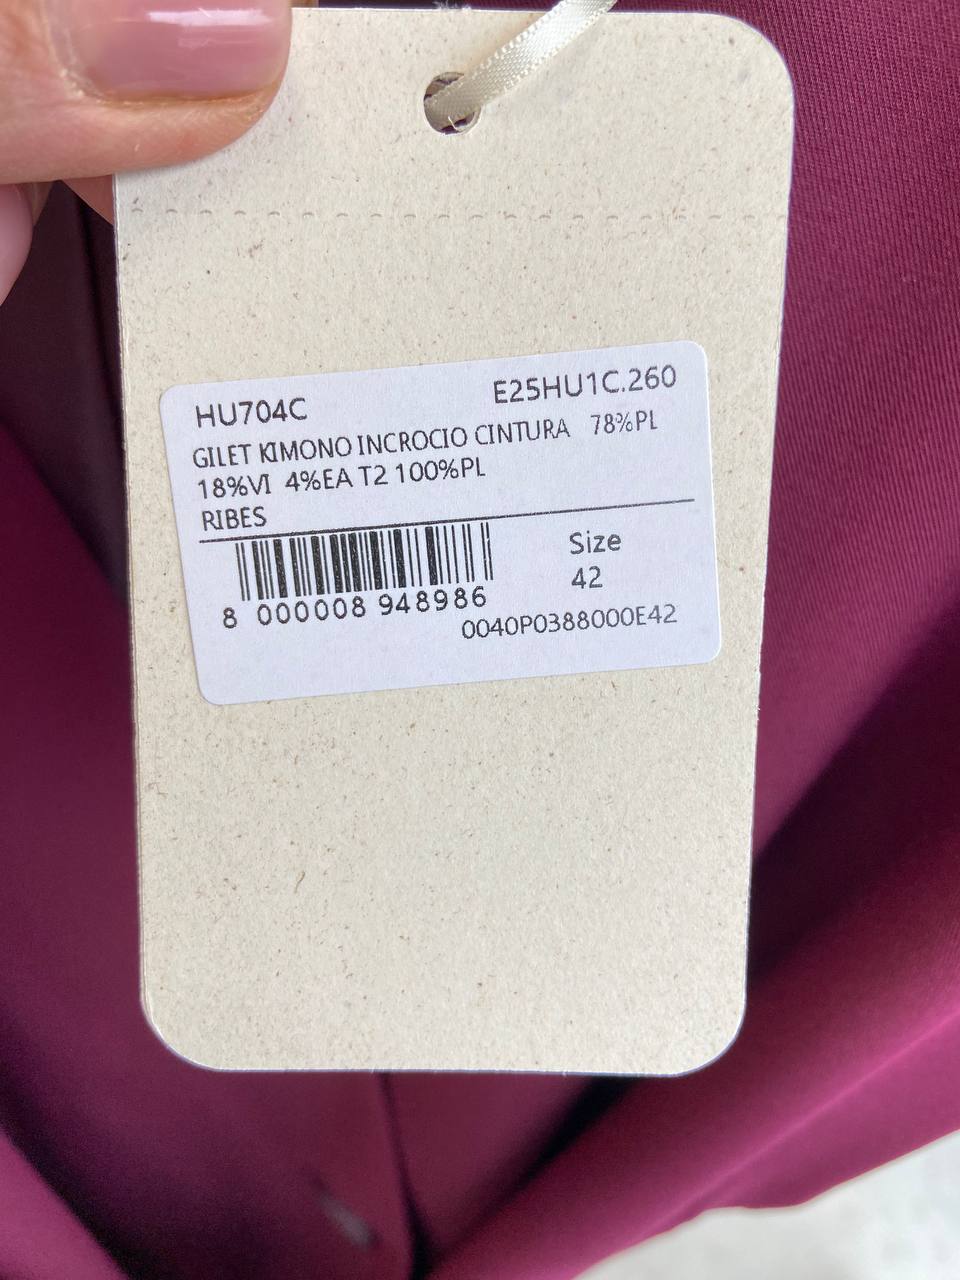 HU704C E25HU1C.260
GILET KIMONO INCROCIO CINTURA 78%PL
18%VI 4%EA T2 100%PL
RIBES
Size
42
8 000008 948986
0040P0388000E42